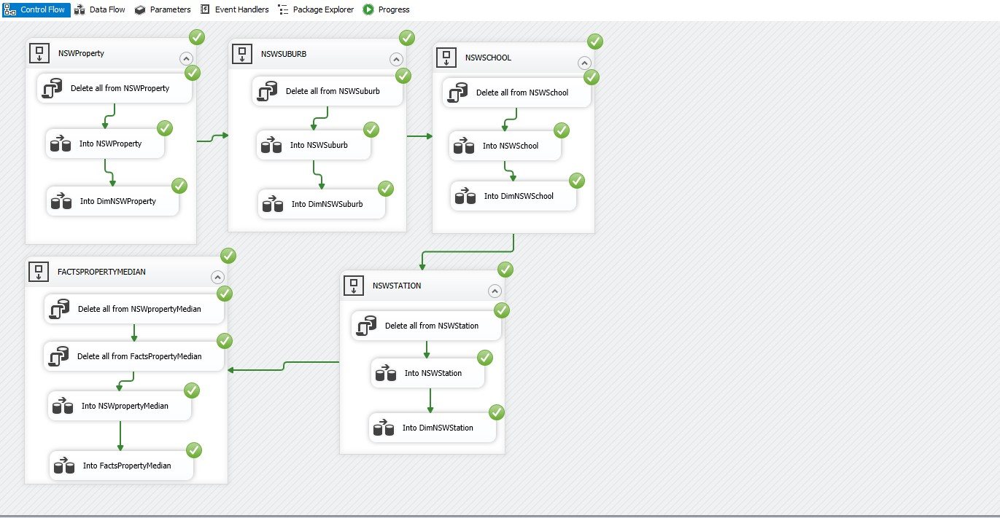 Control Flow
Data Flow
Parameters
Event Handlers
Package Explorer
Progress
NSWProperty
Delete all from NSWProperty
Into NSWProperty
Into DimNSWProperty
NSWSUBURB
Delete all from NSWSuburb
Into NSWSuburb
Into DimNSWSuburb
NSWSCHOOL
Delete all from NSWSchool
Into NSWSchool
Into DimNSWSchool
NSWSTATION
Delete all from NSWStation
Into NSWStation
Into DimNSWStation
FACTSPROPERTYMEDIAN
Delete all from NSWpropertyMedian
Delete all from FactsPropertyMedian
Into NSWpropertyMedian
Into FactsPropertyMedian